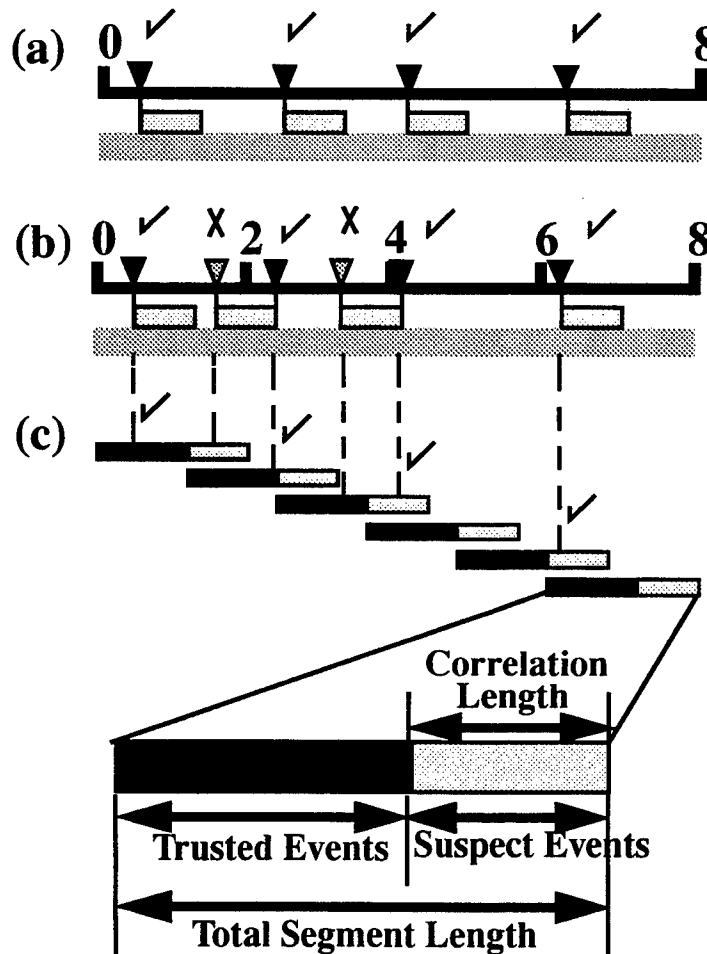 (a) 0 8
(b) 0 X 2 X 4 6 8
(c)
Correlation
Length
Trusted Events Suspect Events
Total Segment Length